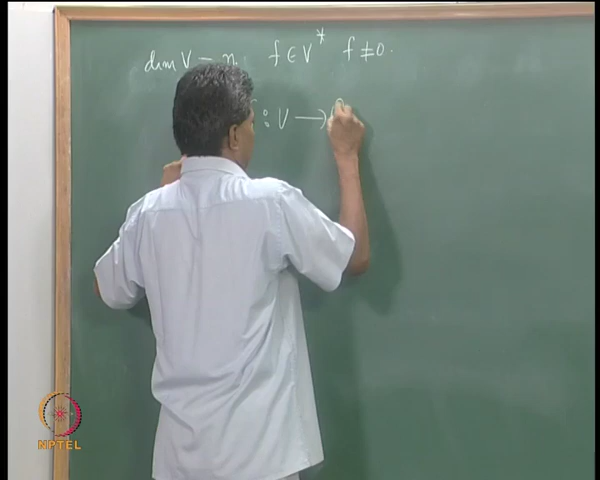 dim V = n, f ∈ V* f ≠ 0.
: V →
NPTEL